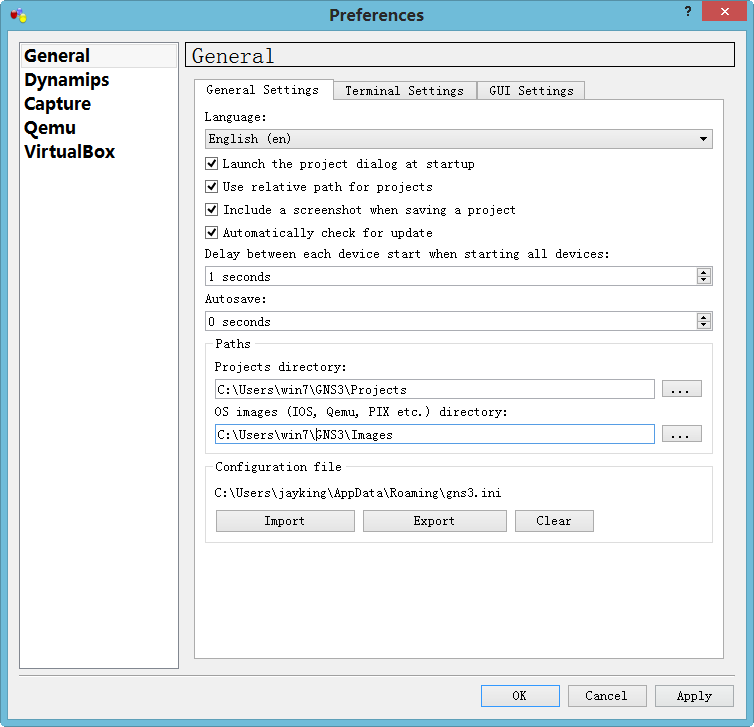 Preferences
?
General
Dynamips
Capture
Qemu
VirtualBox
General
General Settings
Terminal Settings
GUI Settings
Language:
English (en)
Launch the project dialog at startup
Use relative path for projects
Include a screenshot when saving a project
Automatically check for update
Delay between each device start when starting all devices:
1 seconds
Autosave:
0 seconds
Paths
Projects directory:
C:\Users\win7\GNS3\Projects
...
OS images (IOS, Qemu, PIX etc.) directory:
C:\Users\win7\GNS3\Images
...
Configuration file
C:\Users\jayking\AppData\Roaming\gns3.ini
Import
Export
Clear
OK
Cancel
Apply